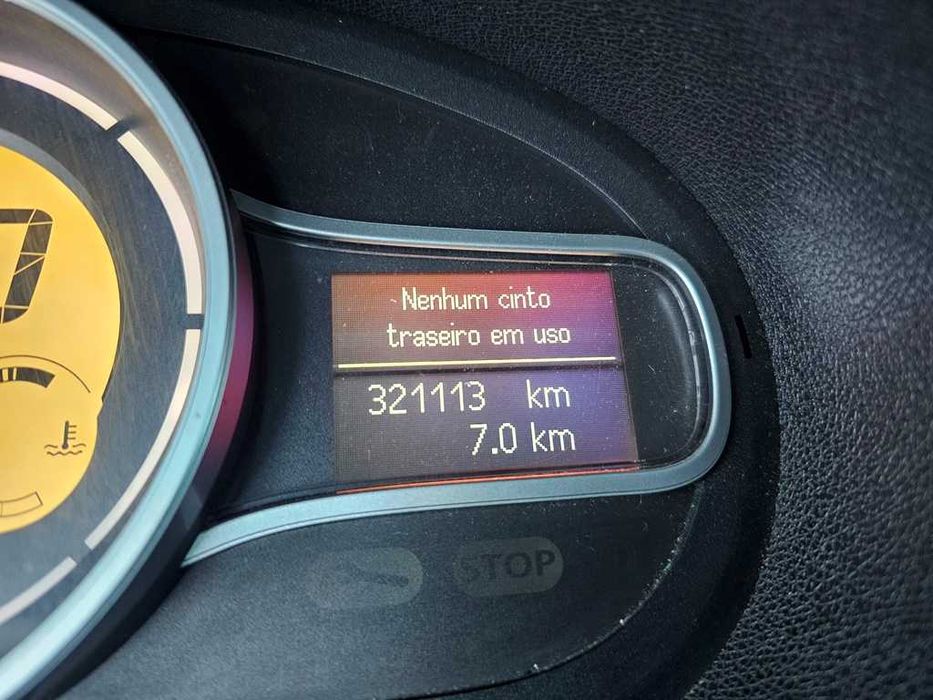 Nenhum cinto
traseiro em uso
321113 km
7.0 km
STOP